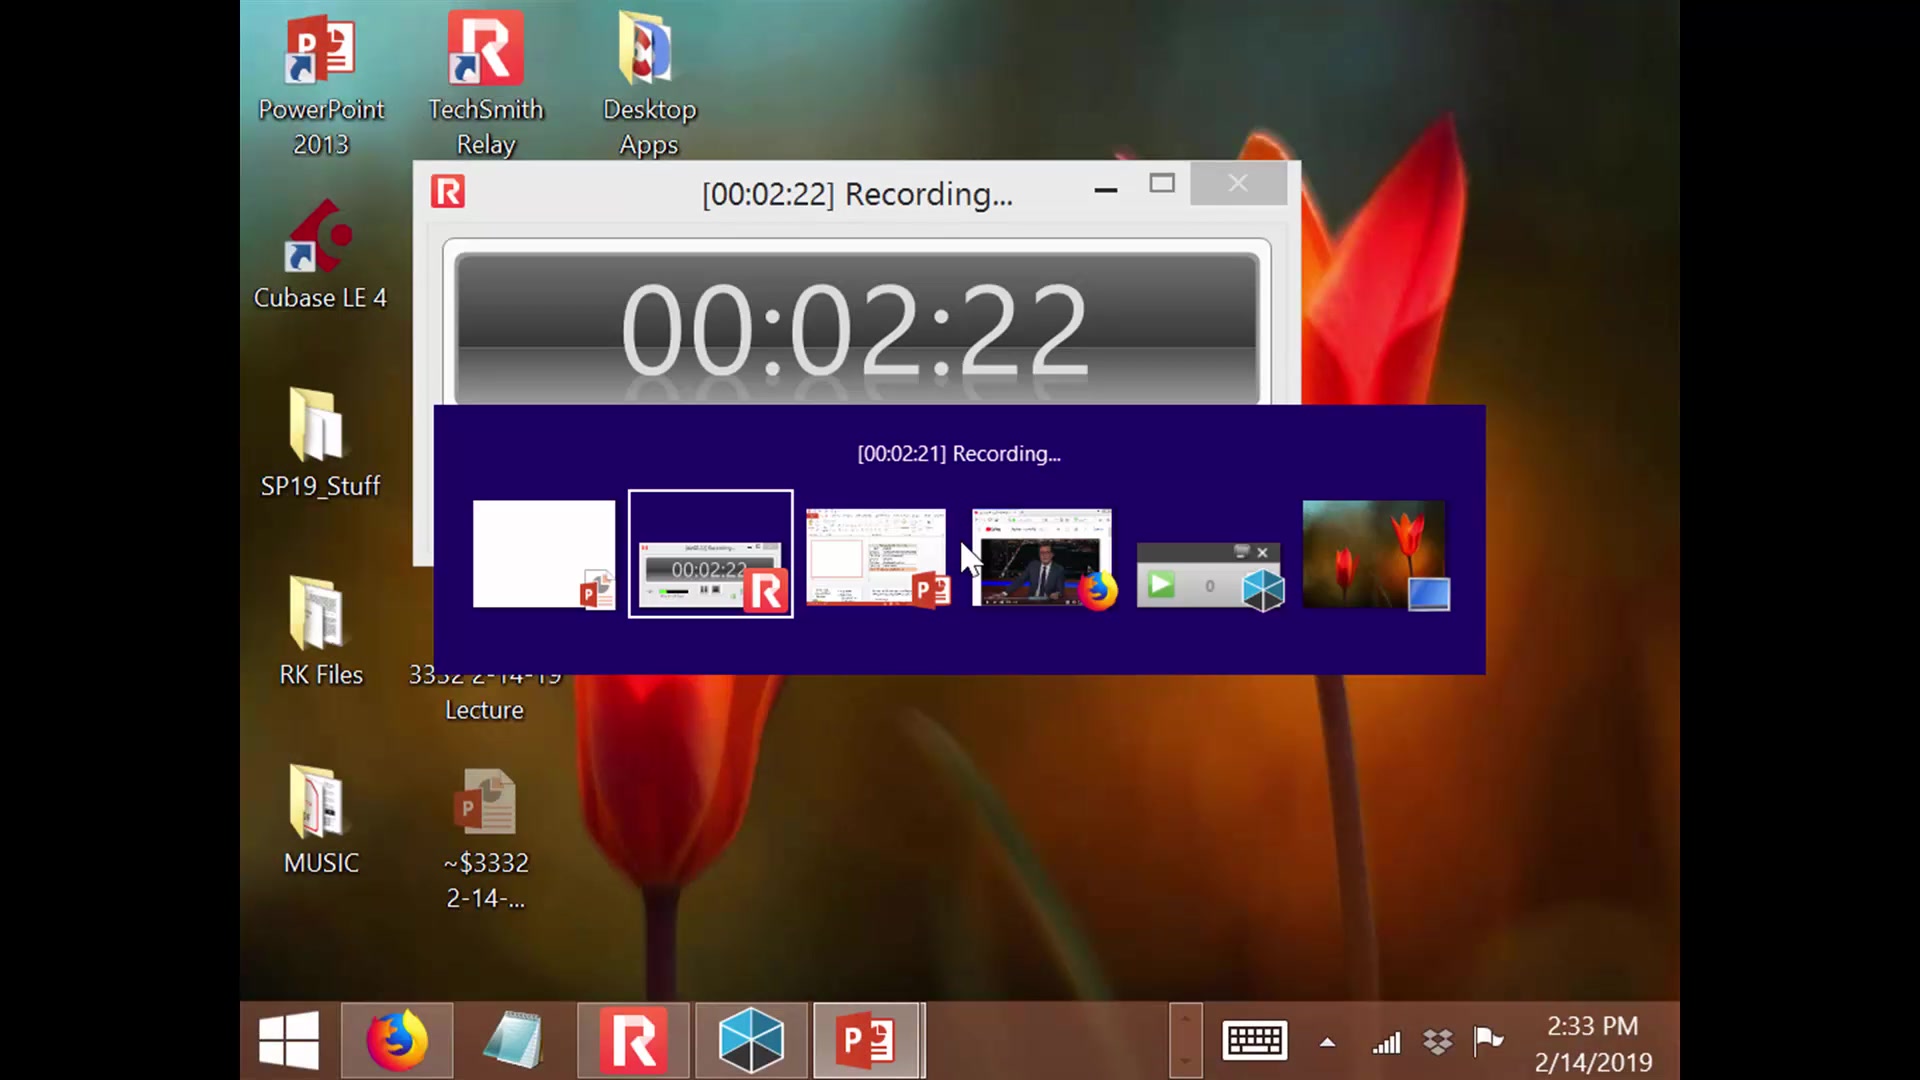 PowerPoint
2013
TechSmith
Relay
Desktop
Apps
[00:02:22] Recording...
00:02:22
Cubase LE 4
[00:02:21] Recording...
00:02:22
0
SP19_Stuff
RK Files
3332 2-14-19
Lecture
MUSIC
~$3332
2-14-...
2:33 PM
2/14/2019